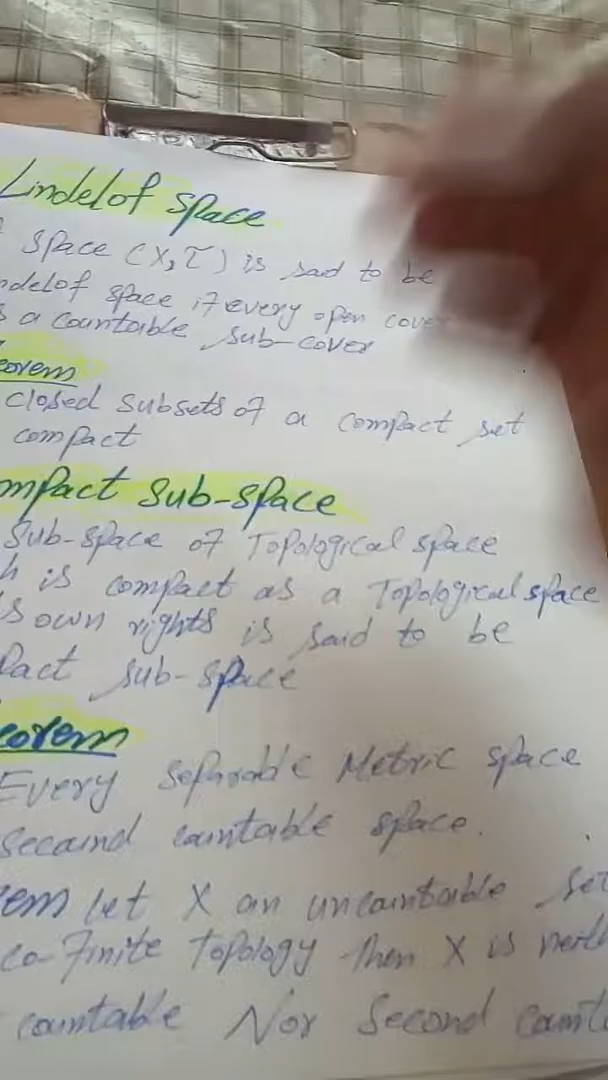 Lindelof space
space (X, τ) is said to be
ndelof space if every open cover
s a countable sub-cover
eorem
closed subsets of a compact set
compact
mpact Sub-space
Sub-space of Topological space
h is compact as a Topological space
s own rights is said to be
pact sub-space
eorem
Every separable Metric space
secound countable space.
em let X an uncountable set
co-finite topology then X is neith
countable Nor Second count